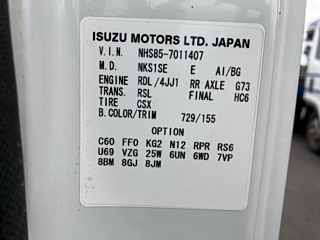 ISUZU MOTORS LTD. JAPAN
V.I.N. NHS85-7011407
M.D. NKS1SE E AI/BG
ENGINE RDL/4JJ1 RR AXLE G73
TRANS. RSL FINAL HC6
TIRE CSX
B.COLOR/TRIM 729/155
OPTION
C60 FF0 KG2 N12 RPR RS6
U69 VZG 25W 6UN 6WD 7VP
8BM 8GJ 8JM